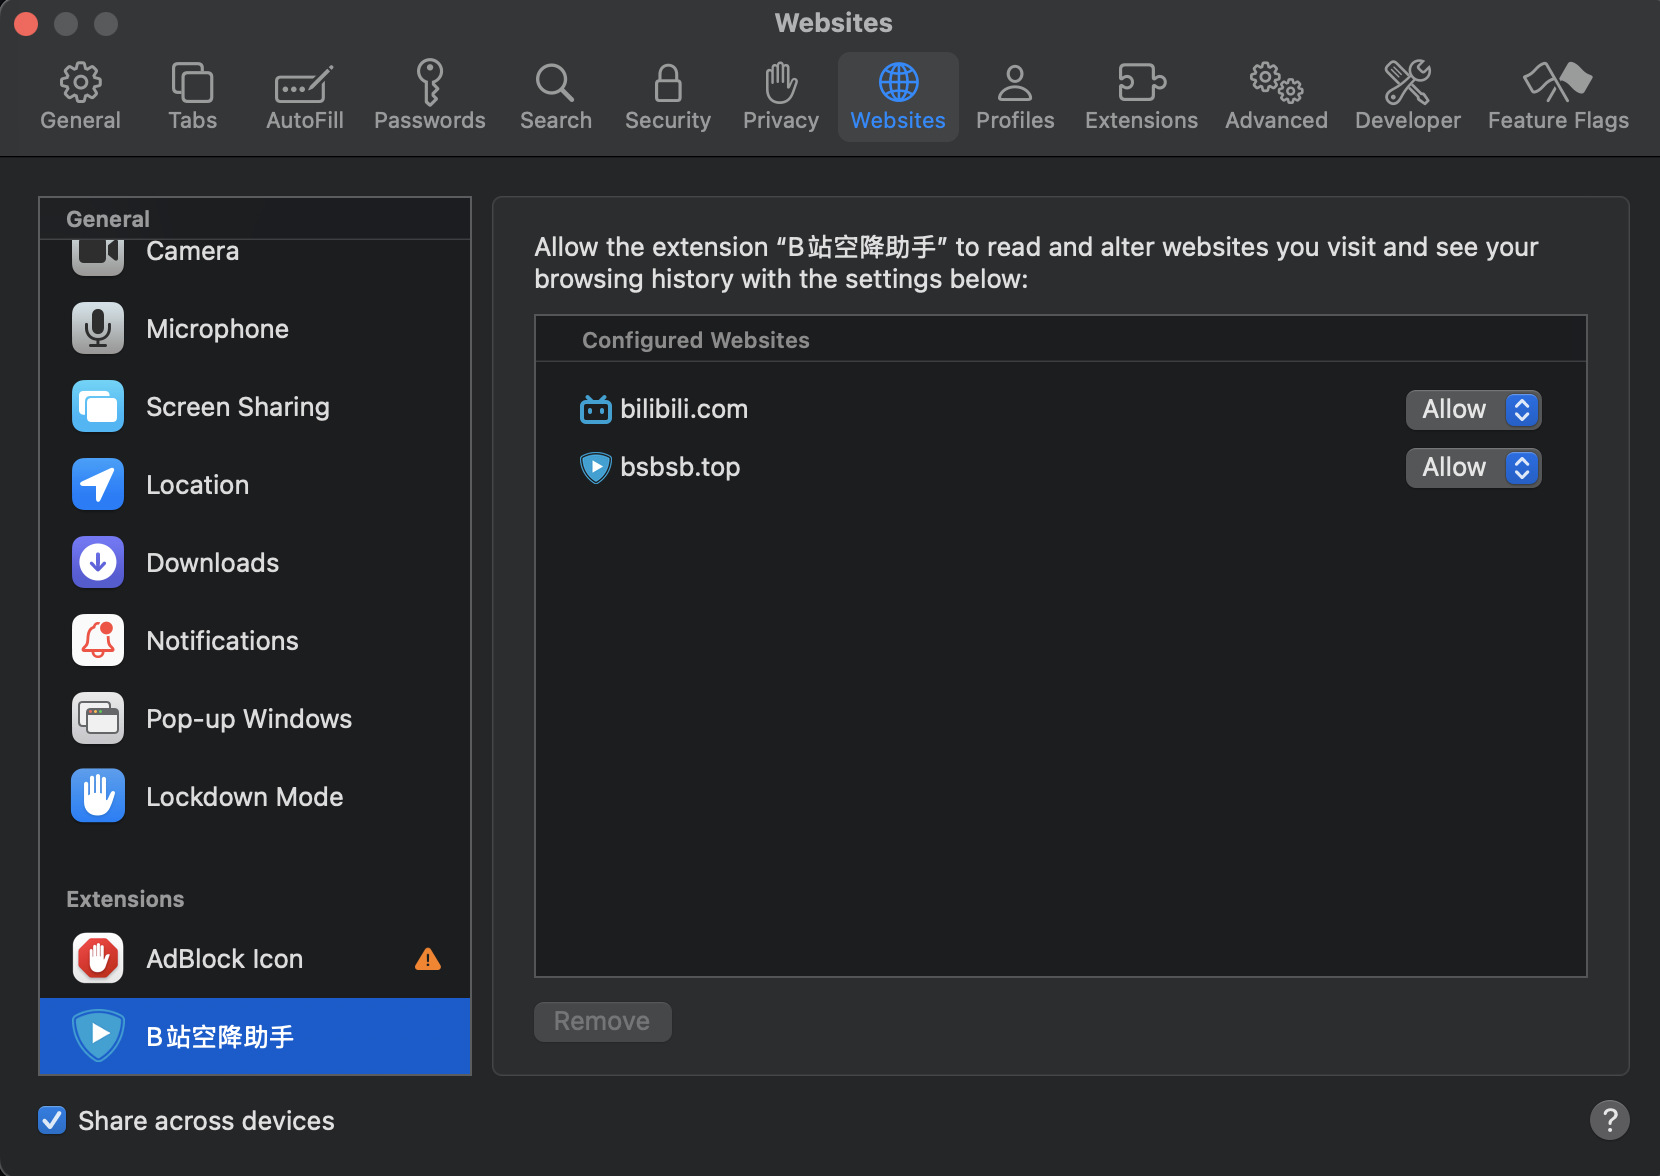 Websites
General
Tabs
AutoFill
Passwords
Search
Security
Privacy
Websites
Profiles
Extensions
Advanced
Developer
Feature Flags
General
Camera
Microphone
Screen Sharing
Location
Downloads
Notifications
Pop-up Windows
Lockdown Mode
Extensions
AdBlock Icon
B站空降助手
Allow the extension “B站空降助手” to read and alter websites you visit and see your
browsing history with the settings below:
Configured Websites
bilibili.com
Allow
bsbsb.top
Allow
Remove
Share across devices
?